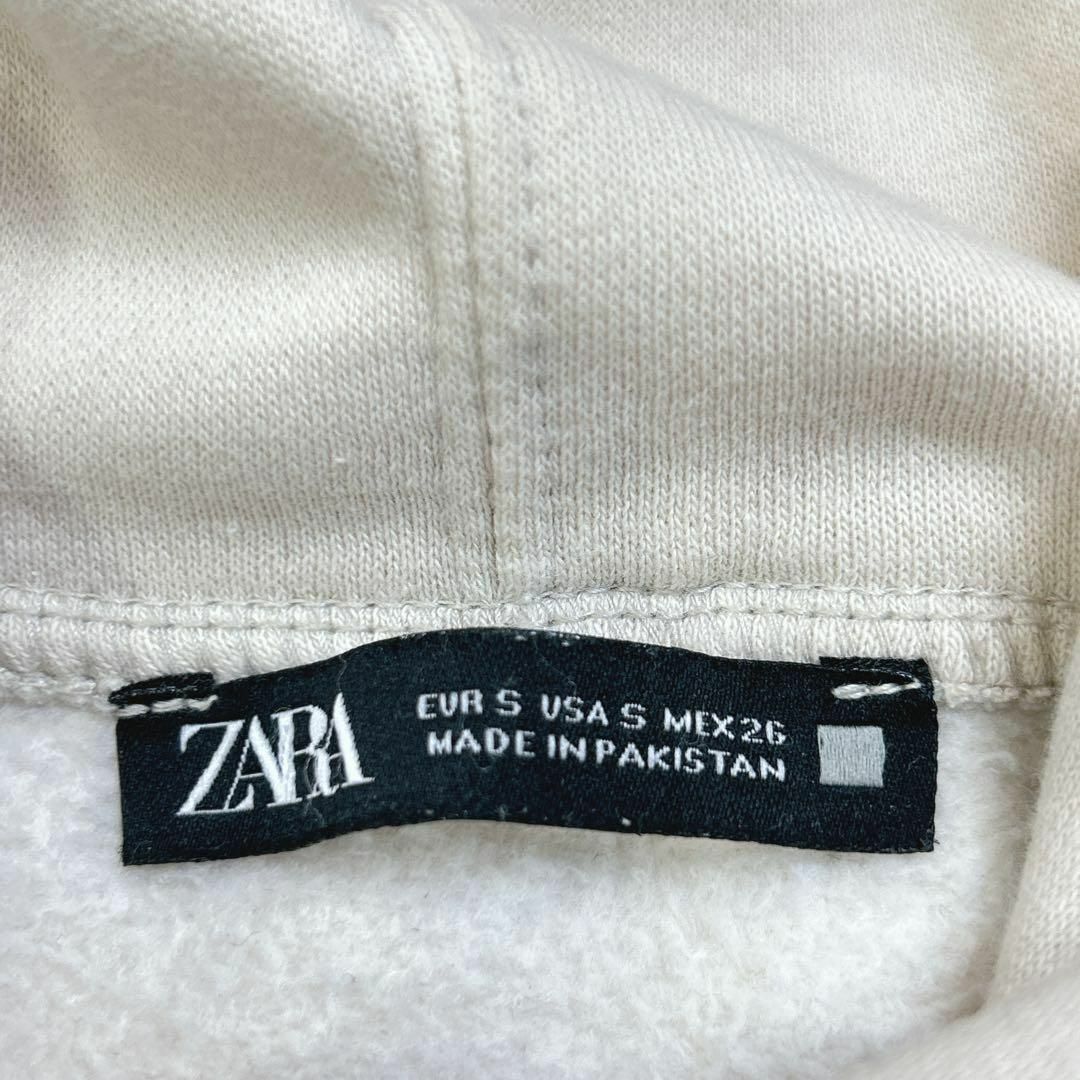 ZARA
EUR S USA S MEX 26
MADE IN PAKISTAN